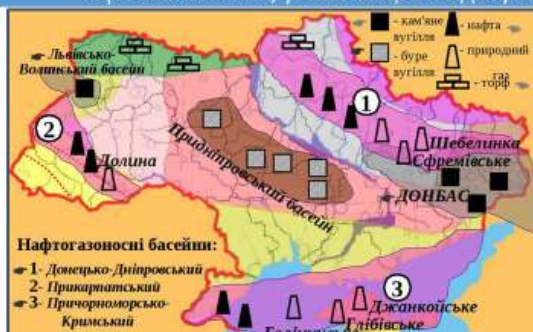 - кам'яне вугілля
- нафта
- буре вугілля
- природний газ
- торф
Львівсько-
Волинський басейн
1
2
Долина
Шебелинка
Єфремівське
Придніпровський басейн
ДОНБАС
Нафтогазоносні басейни:
1- Донецько-Дніпровський
2- Прикарпатський
3- Причорноморсько-
Кримський
3
Джанкойське
Глібівське